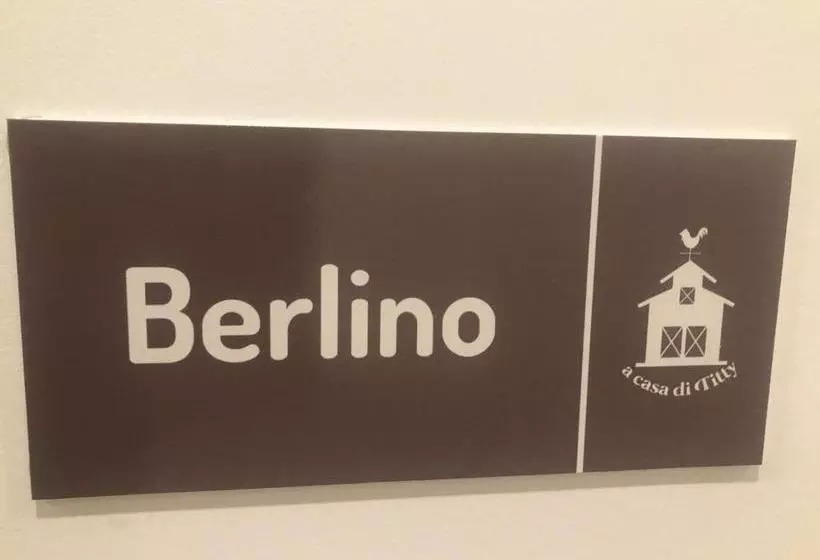 Berlino
a casa di Titty